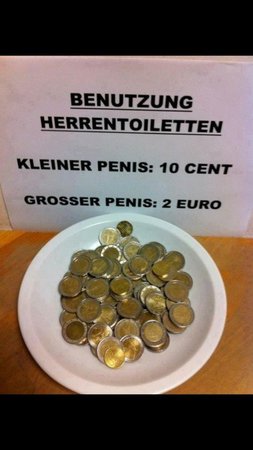 BENUTZUNG
HERRENTOILETTEN
KLEINER PENIS: 10 CENT
GROSSER PENIS: 2 EURO